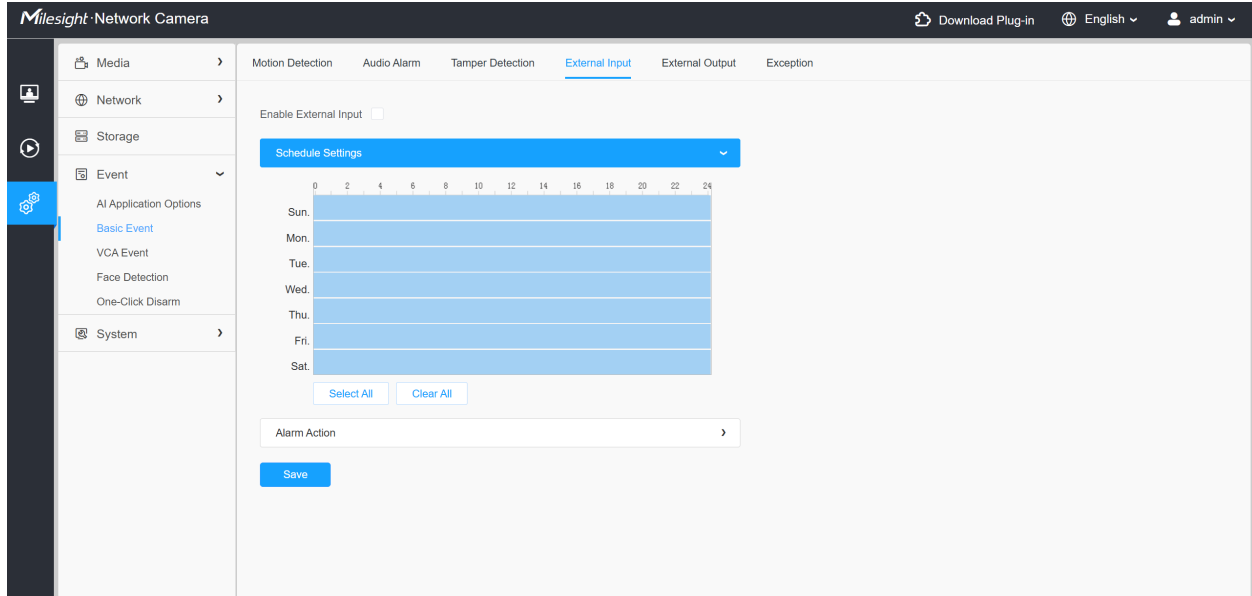 Milesight · Network Camera
Download Plug-in
English
admin
Media
Network
Storage
Event
AI Application Options
Basic Event
VCA Event
Face Detection
One-Click Disarm
System
Motion Detection Audio Alarm Tamper Detection External Input External Output Exception
Enable External Input
Schedule Settings
0 2 4 6 8 10 12 14 16 18 20 22 24
Sun.
Mon.
Tue.
Wed.
Thu.
Fri.
Sat.
Select All Clear All
Alarm Action
Save